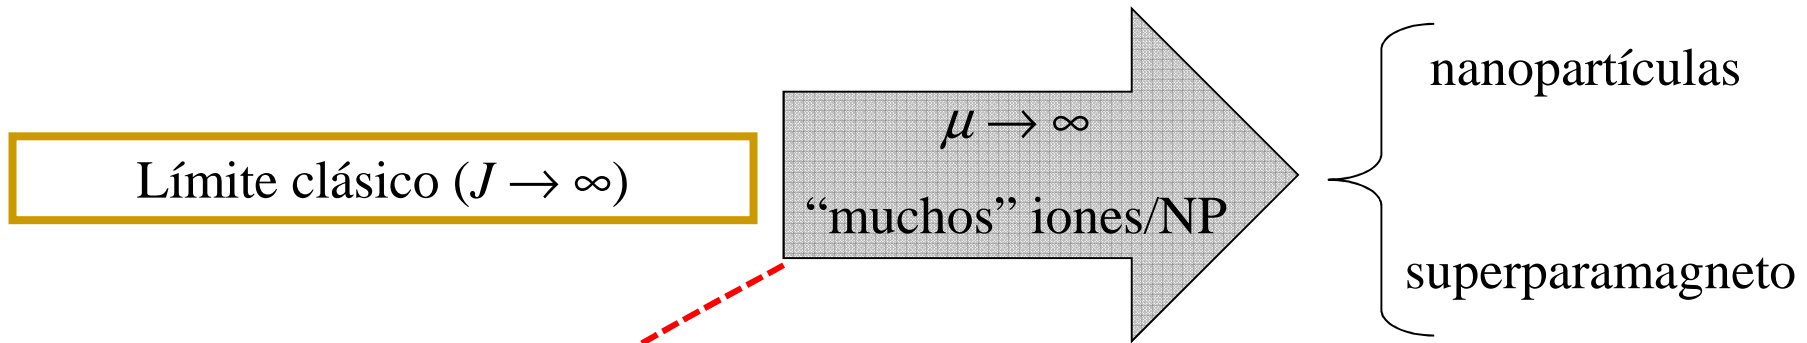 Límite clásico (J → ∞)
μ → ∞
“muchos” iones/NP
nanopartículas
superparamagneto